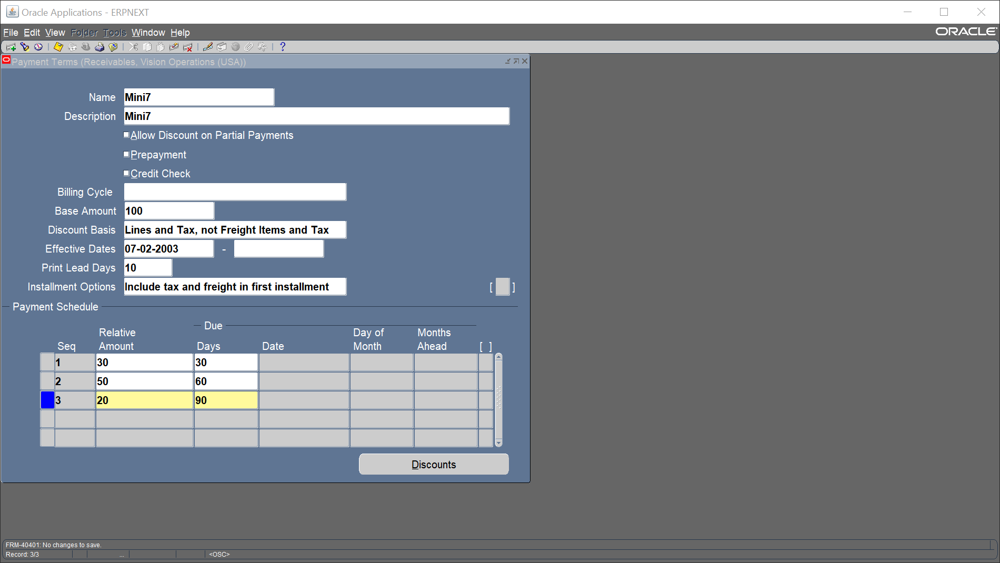 Oracle Applications - ERPNEXT
File Edit View Folder Tools Window Help
ORACLE
Payment Terms (Receivables, Vision Operations (USA))
Name Mini7
Description Mini7
Allow Discount on Partial Payments
Prepayment
Credit Check
Billing Cycle
Base Amount 100
Discount Basis Lines and Tax, not Freight Items and Tax
Effective Dates 07-02-2003 -
Print Lead Days 10
Installment Options Include tax and freight in first installment [ ]
Payment Schedule
Due
Relative Day of Months
Seq Amount Days Date Month Ahead [ ]
1 30 30
2 50 60
3 20 90
Discounts
FRM-40401: No changes to save.
Record: 3/3 ... <OSC>